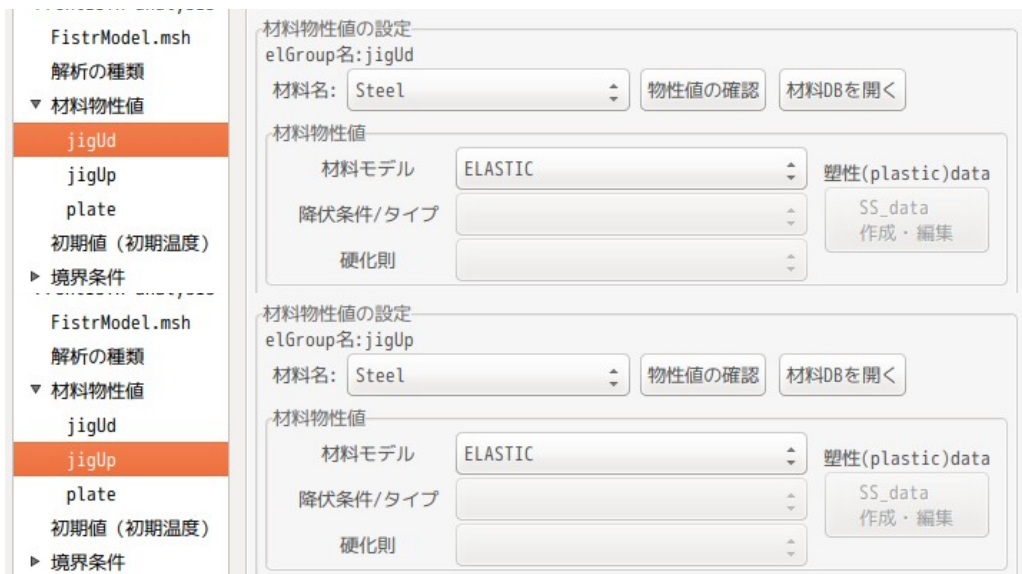 FistrModel.msh
解析の種類
材料物性値
jigUd
jigUp
plate
初期値（初期温度）
境界条件
材料物性値の設定
elGroup名:jigUd
材料名: Steel 物性値の確認 材料DBを開く
材料物性値
材料モデル ELASTIC 塑性(plastic)data
降伏条件/タイプ SS_data
作成・編集
硬化則
FistrModel.msh
解析の種類
材料物性値
jigUd
jigUp
plate
初期値（初期温度）
境界条件
材料物性値の設定
elGroup名:jigUp
材料名: Steel 物性値の確認 材料DBを開く
材料物性値
材料モデル ELASTIC 塑性(plastic)data
降伏条件/タイプ SS_data
作成・編集
硬化則